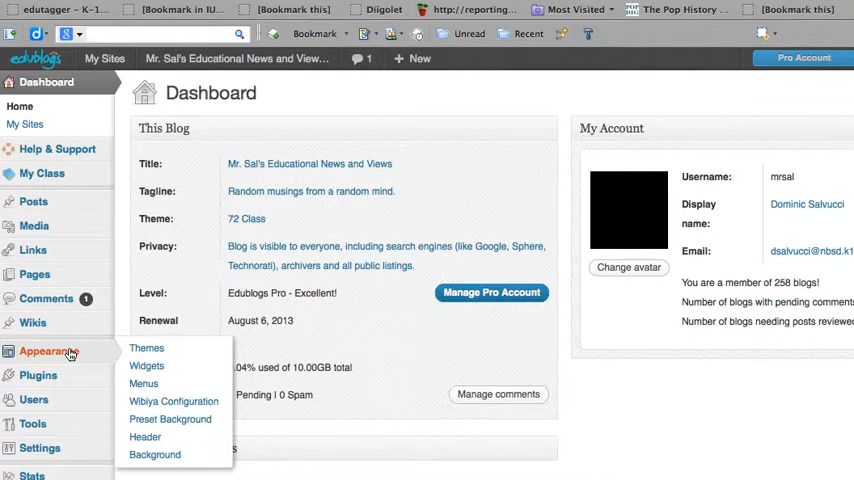 edutagger – K–1...
[Bookmark in IU...
[Bookmark this]
Diigolet
http://reporting...
Most Visited
POP DIG
The Pop History ...
[Bookmark this]
Bookmark
Unread
Recent
edublogs
My Sites
Mr. Sal's Educational News and View...
1
+ New
Pro Account
Dashboard
Home
My Sites
Help & Support
My Class
Posts
Media
Links
Pages
Comments 1
Wikis
Appearance
Plugins
Users
Tools
Settings
Stats
Themes
Widgets
Menus
Wibiya Configuration
Preset Background
Header
Background
Dashboard
This Blog
Title: Mr. Sal's Educational News and Views
Tagline: Random musings from a random mind.
Theme: 72 Class
Privacy: Blog is visible to everyone, including search engines (like Google, Sphere,
Technorati), archivers and all public listings.
Level: Edublogs Pro - Excellent!
Manage Pro Account
Renewal August 6, 2013
.04% used of 10.00GB total
Pending | 0 Spam
Manage comments
s
My Account
Username: mrsal
Display Dominic Salvucci
name:
Email: dsalvucci@nbsd.k1
Change avatar
You are a member of 258 blogs!
Number of blogs with pending comments
Number of blogs needing posts reviewed